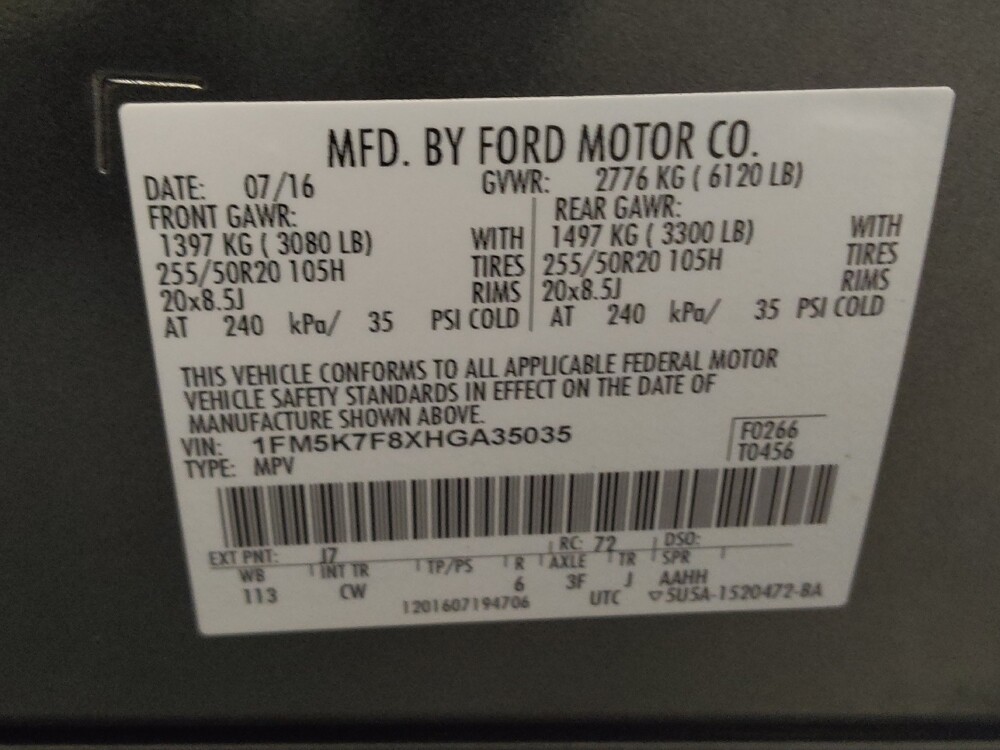 MFD. BY FORD MOTOR CO.
DATE: 07/16 GVWR: 2776 KG ( 6120 LB)
FRONT GAWR: REAR GAWR:
1397 KG ( 3080 LB) WITH 1497 KG ( 3300 LB) WITH
255/50R20 105H TIRES 255/50R20 105H TIRES
20x8.5J RIMS 20x8.5J RIMS
AT 240 kPa/ 35 PSI COLD AT 240 kPa/ 35 PSI COLD
THIS VEHICLE CONFORMS TO ALL APPLICABLE FEDERAL MOTOR
VEHICLE SAFETY STANDARDS IN EFFECT ON THE DATE OF
MANUFACTURE SHOWN ABOVE.
VIN: 1FM5K7F8XHGA35035 F0266
TYPE: MPV T0456
EXT PNT: J7 RC: 72 DSO:
WB INT TR TP/PS R AXLE TR SPR
113 CW 6 3F J AAHH
1201607194706 UTC ▽5U5A-1520472-BA